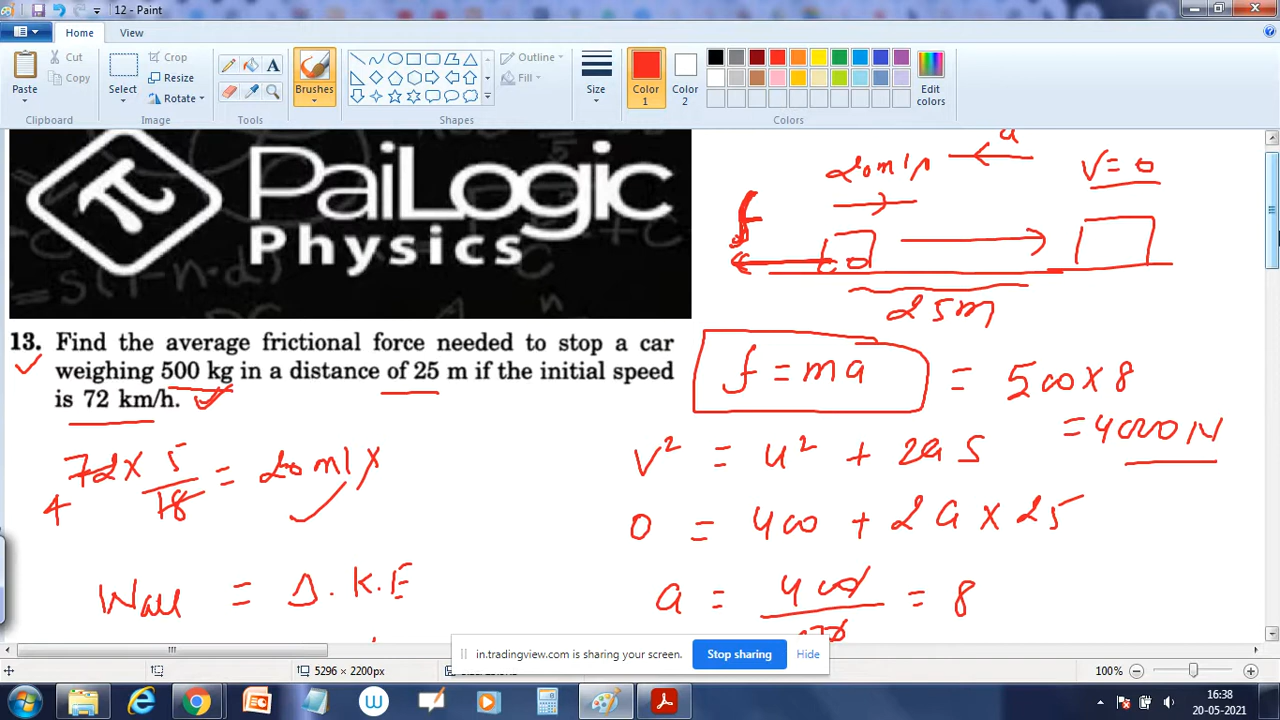 12 - Paint
Home View
Paste Cut Copy Clipboard
Select Crop Resize Rotate Image
Tools
Brushes
Outline Fill Shapes
Size
Color 1 Color 2 Edit colors Colors
π PaiLogic
Physics
13. Find the average frictional force needed to stop a car
weighing 500 kg in a distance of 25 m if the initial speed
is 72 km/h.
72 × 5/18 = 20 m/s
4
Wall = Δ.K.E
a
20 m/s
V = 0
f
25m
f = ma = 500 × 8
= 4000 N
V² = u² + 2a S
0 = 400 + 2 a × 25
a = 400 = 8
in.tradingview.com is sharing your screen. Stop sharing Hide
5296 × 2200px 100%
16:38
20-05-2021